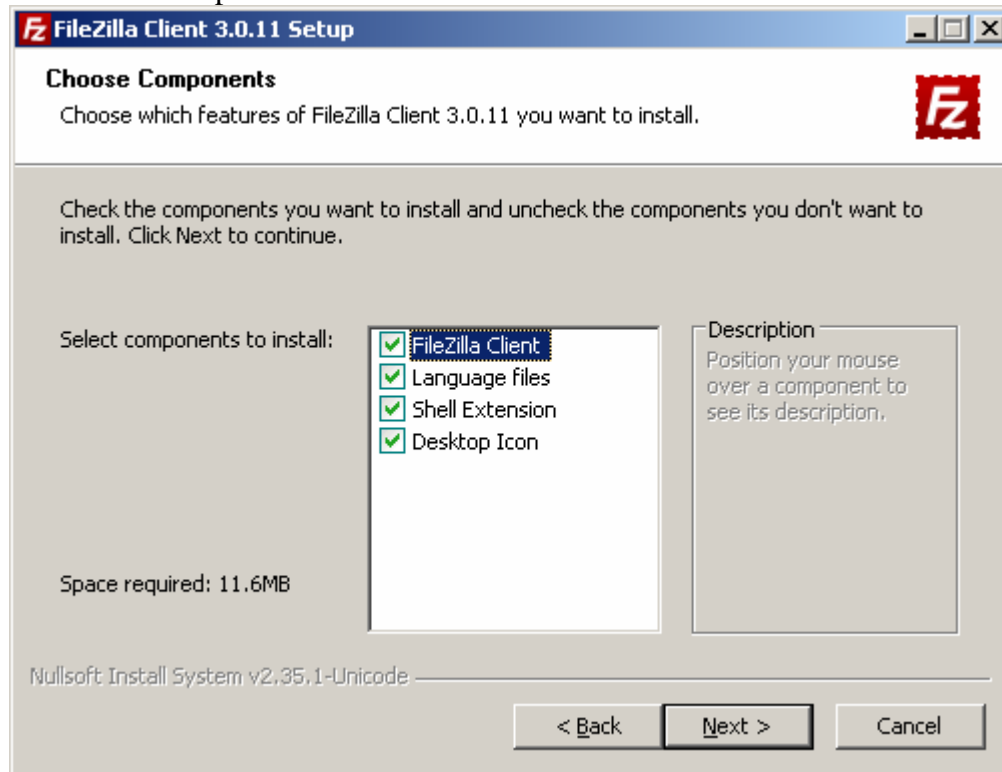 FileZilla Client 3.0.11 Setup
Choose Components
Choose which features of FileZilla Client 3.0.11 you want to install.
Fz
Check the components you want to install and uncheck the components you don't want to
install. Click Next to continue.
Select components to install:
FileZilla Client
Language files
Shell Extension
Desktop Icon
Description
Position your mouse
over a component to
see its description.
Space required: 11.6MB
Nullsoft Install System v2.35.1-Unicode
< Back
Next >
Cancel